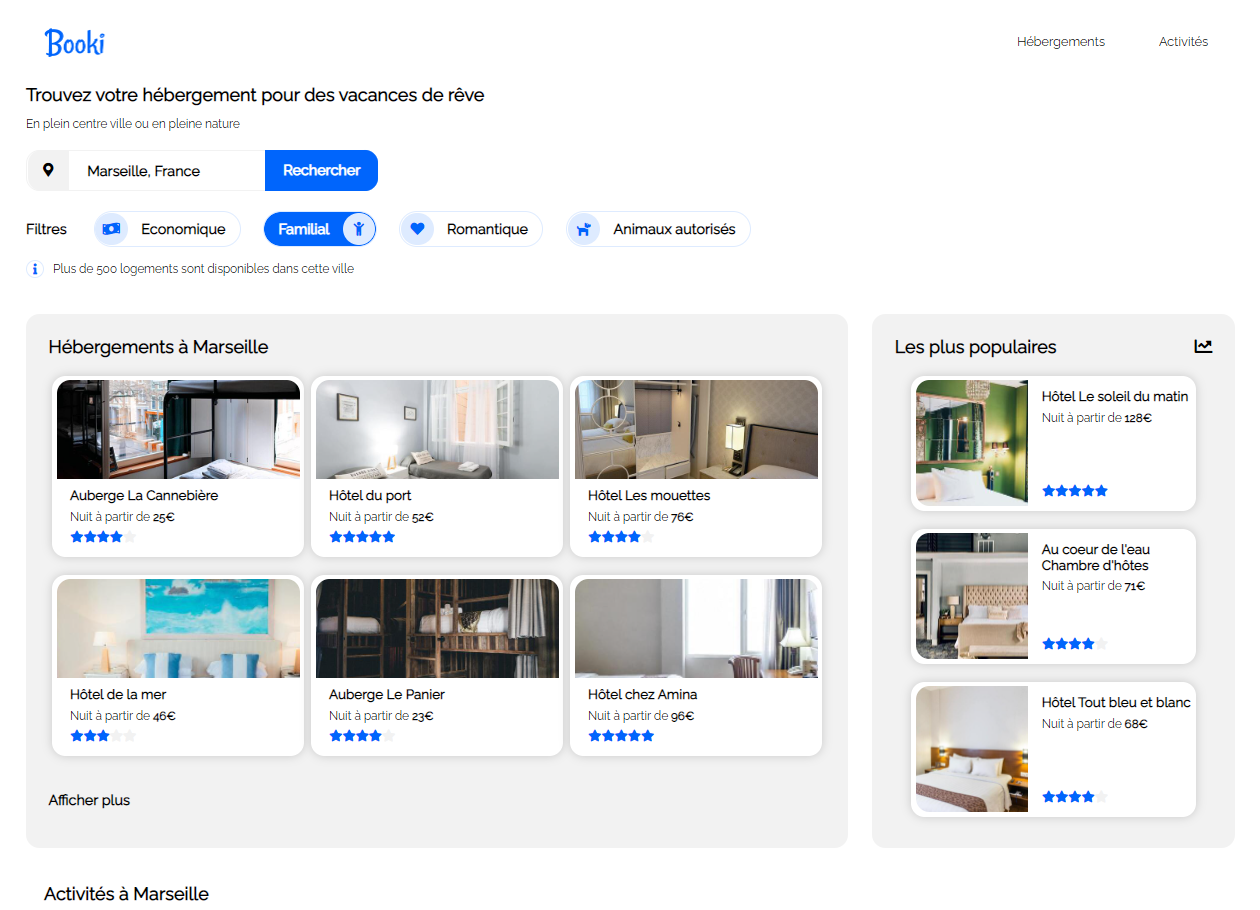 Booki
Hébergements
Activités
Trouvez votre hébergement pour des vacances de rêve
En plein centre ville ou en pleine nature
Marseille, France
Rechercher
Filtres
Economique
Familial
Romantique
Animaux autorisés
Plus de 500 logements sont disponibles dans cette ville
Hébergements à Marseille
Auberge La Cannebière
Nuit à partir de 25€
Hôtel du port
Nuit à partir de 52€
Hôtel Les mouettes
Nuit à partir de 76€
Hôtel de la mer
Nuit à partir de 46€
Auberge Le Panier
Nuit à partir de 23€
Hôtel chez Amina
Nuit à partir de 96€
Afficher plus
Les plus populaires
Hôtel Le soleil du matin
Nuit à partir de 128€
Au coeur de l'eau
Chambre d'hôtes
Nuit à partir de 71€
Hôtel Tout bleu et blanc
Nuit à partir de 68€
Activités à Marseille